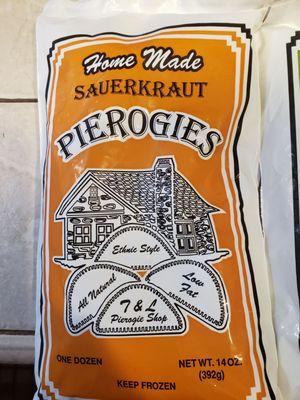 Home Made
SAUERKRAUT
PIEROGIES
Ethnic Style
All Natural
Low
Fat
T & L
Pierogie Shop
ONE DOZEN
NET WT. 14 OZ.
(392g)
KEEP FROZEN